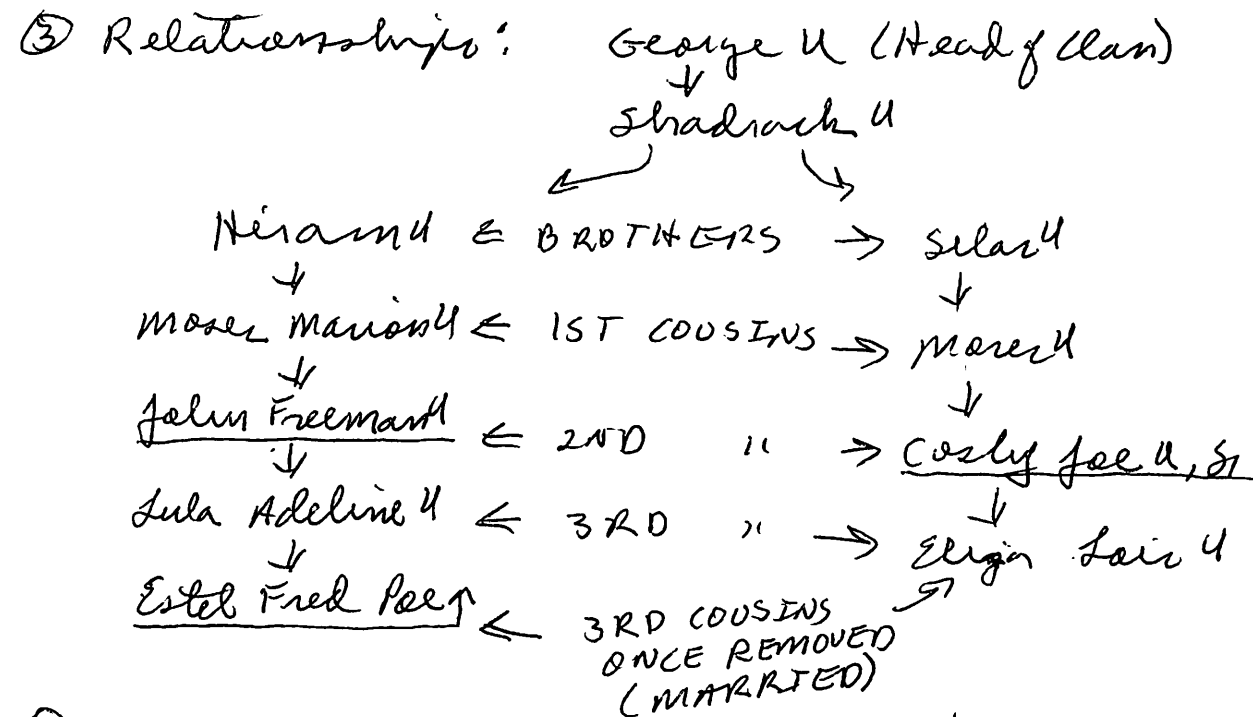 ③ Relationships: George U (Head of Clan)
↓
Shadrack U
↙ ↘
Hiram U ← BROTHERS → Silas U
↓ ↓
Moses Marion U ← 1ST COUSINS → Moses U
↓ ↓
John Freeman U ← 2ND " → Cosby Joe U, Sr
↓ ↓
Lula Adeline U ← 3RD " → Lois U
↓
Estel Fred Poe ↑ ← 3RD COUSINS ↗
ONCE REMOVED
(MARRIED)